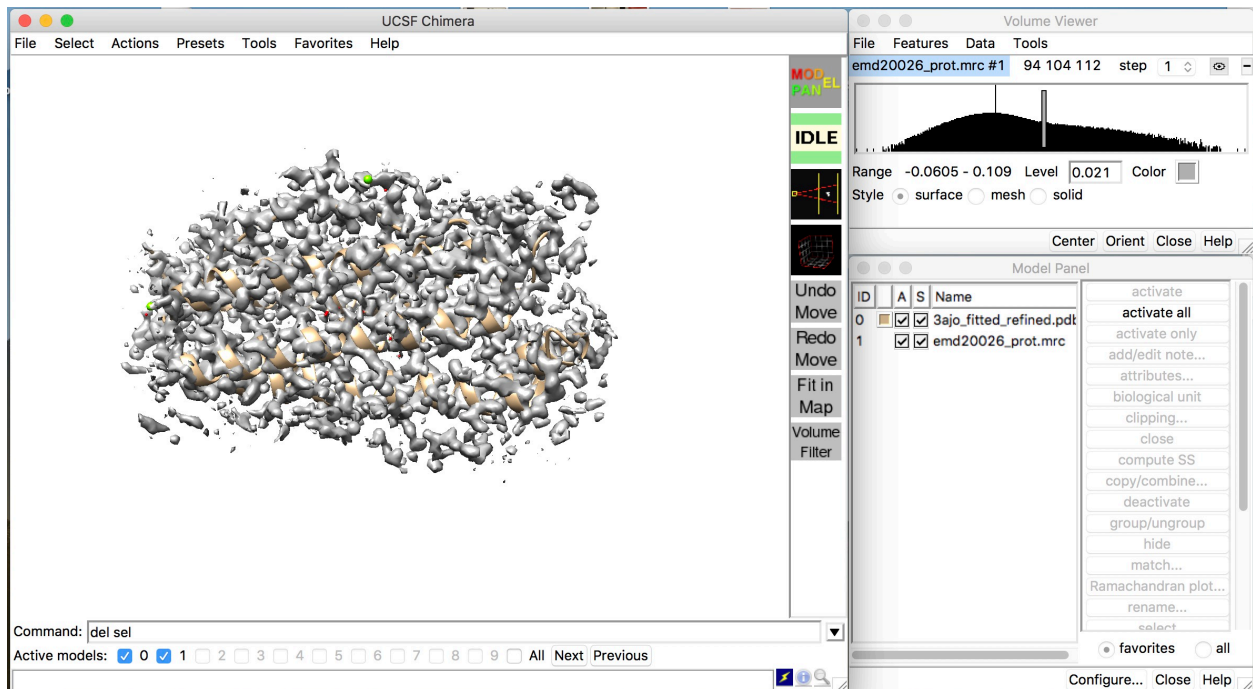 UCSF Chimera
File Select Actions Presets Tools Favorites Help
MOD EL
PAN
IDLE
Undo
Move
Redo
Move
Fit in
Map
Volume
Filter
Command: del sel
Active models: 0 1 2 3 4 5 6 7 8 9 All Next Previous
Volume Viewer
File Features Data Tools
emd20026_prot.mrc #1 94 104 112 step 1
Range -0.0605 - 0.109 Level 0.021 Color
Style surface mesh solid
Center Orient Close Help
Model Panel
ID A S Name
0 3ajo_fitted_refined.pdb
1 emd20026_prot.mrc
activate
activate all
activate only
add/edit note...
attributes...
biological unit
clipping...
close
compute SS
copy/combine...
deactivate
group/ungroup
hide
match...
Ramachandran plot...
rename...
select
favorites all
Configure... Close Help